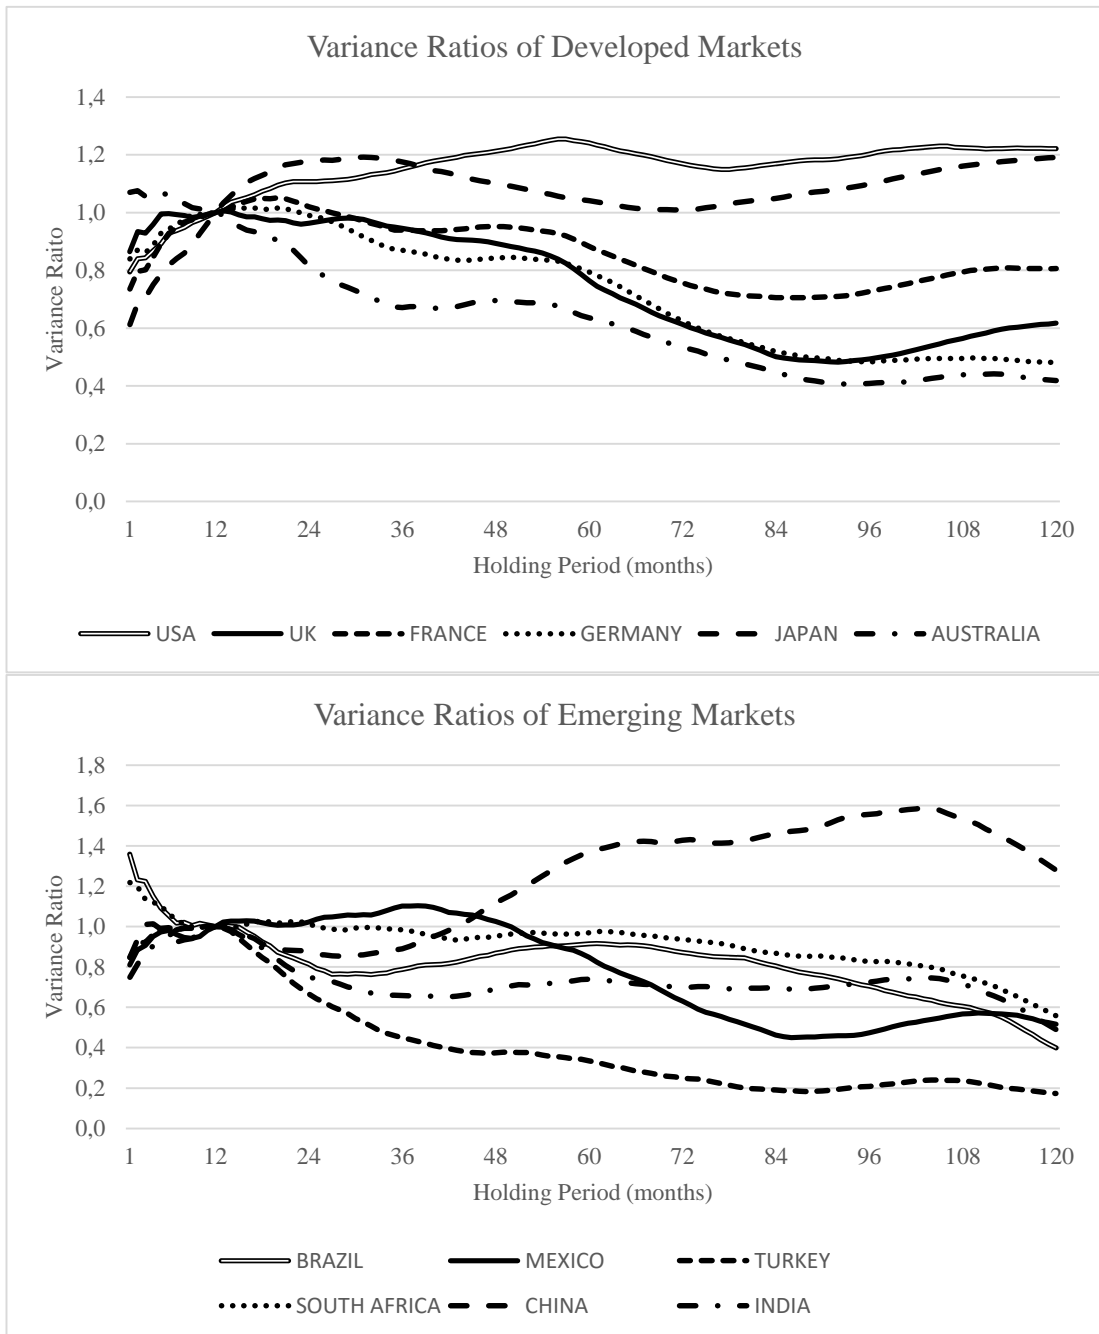 Variance Ratios of Developed Markets
1,4
1,2
1,0
0,8
0,6
0,4
0,2
0,0
Variance Raito
1 12 24 36 48 60 72 84 96 108 120
Holding Period (months)
USA UK FRANCE GERMANY JAPAN AUSTRALIA
Variance Ratios of Emerging Markets
1,8
1,6
1,4
1,2
1,0
0,8
0,6
0,4
0,2
0,0
Variance Ratio
1 12 24 36 48 60 72 84 96 108 120
Holding Period (months)
BRAZIL MEXICO TURKEY
SOUTH AFRICA CHINA INDIA